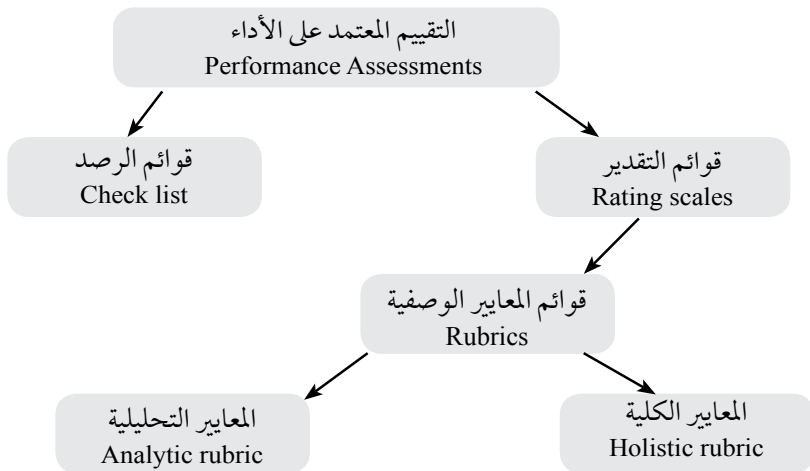 التقييم المعتمد على الأداء
Performance Assessments
قوائم الرصد
Check list
قوائم التقدير
Rating scales
قوائم المعايير الوصفية
Rubrics
المعايير التحليلية
Analytic rubric
المعايير الكلية
Holistic rubric